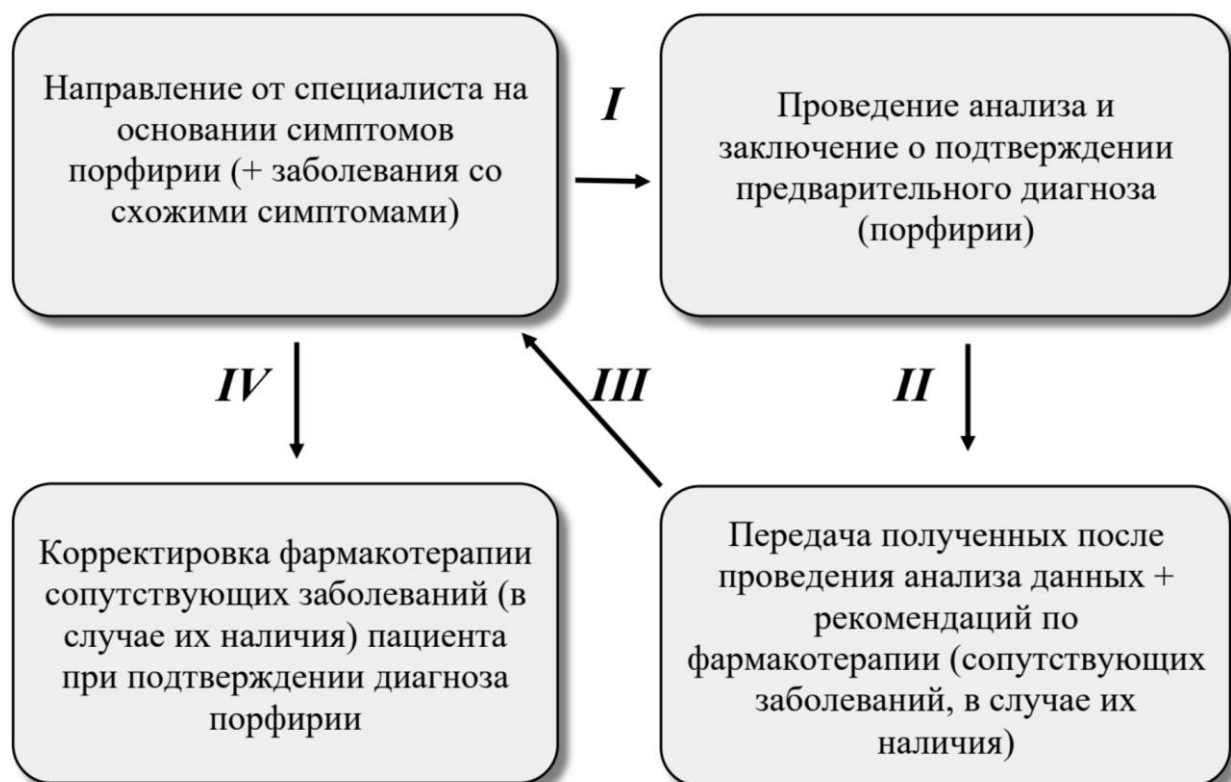 Направление от специалиста на
основании симптомов
порфирии (+ заболевания со
схожими симптомами)
I
Проведение анализа и
заключение о подтверждении
предварительного диагноза
(порфирии)
IV
III
II
Корректировка фармакотерапии
сопутствующих заболеваний (в
случае их наличия) пациента
при подтверждении диагноза
порфирии
Передача полученных после
проведения анализа данных +
рекомендаций по
фармакотерапии (сопутствующих
заболеваний, в случае их
наличия)